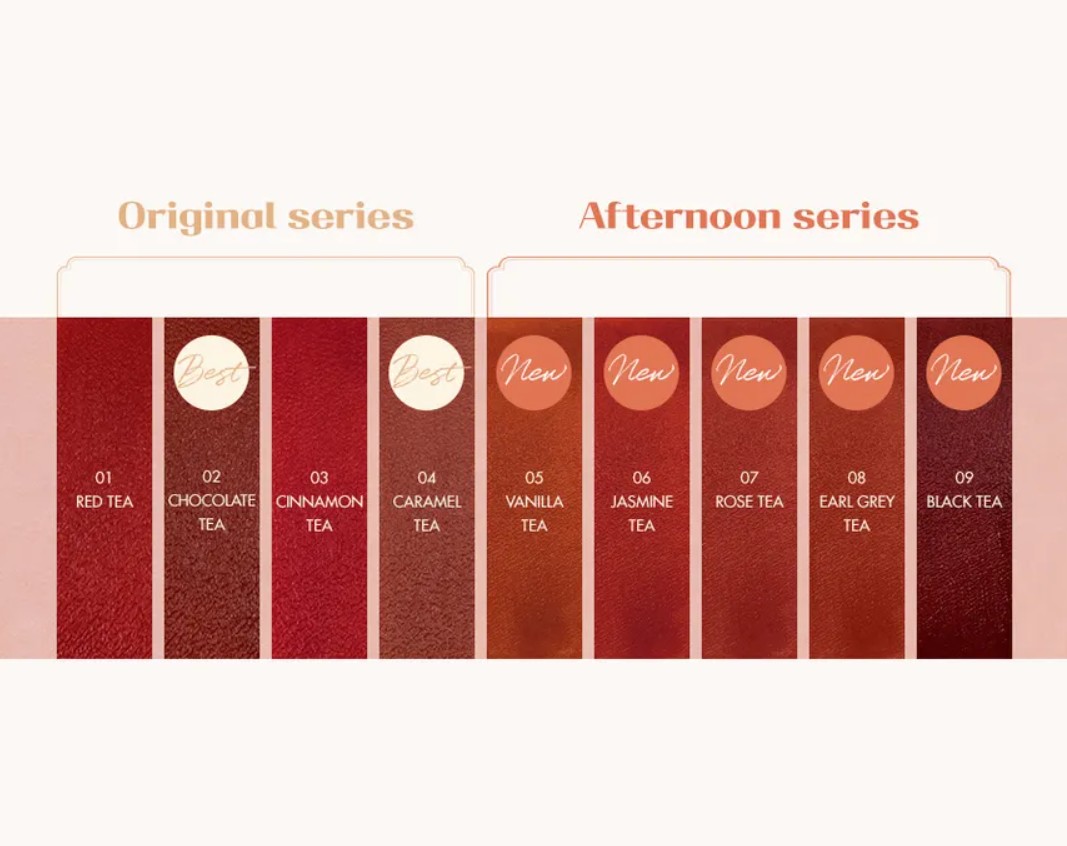 Original series
Afternoon series
Best
Best
New
New
New
New
New
01
RED TEA
02
CHOCOLATE
TEA
03
CINNAMON
TEA
04
CARAMEL
TEA
05
VANILLA
TEA
06
JASMINE
TEA
07
ROSE TEA
08
EARL GREY
TEA
09
BLACK TEA